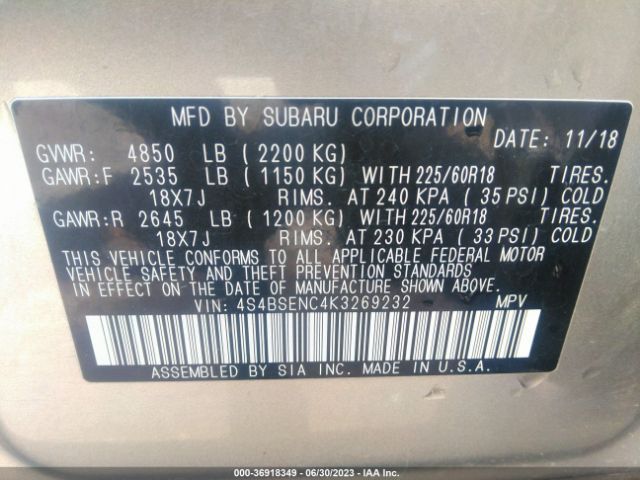 MFD BY SUBARU CORPORATION
DATE: 11/18
GVWR: 4850 LB (2200 KG)
GAWR:F 2535 LB (1150 KG) WITH 225/60R18 TIRES.
18X7J RIMS. AT 240 KPA (35 PSI) COLD
GAWR:R 2645 LB (1200 KG) WITH 225/60R18 TIRES.
18X7J RIMS. AT 230 KPA (33 PSI) COLD
THIS VEHICLE CONFORMS TO ALL APPLICABLE FEDERAL MOTOR
VEHICLE SAFETY AND THEFT PREVENTION STANDARDS
IN EFFECT ON THE DATE OF MANUFACTURE SHOWN ABOVE.
VIN: 4S4BSENC4K3269232 MPV
ASSEMBLED BY SIA INC. MADE IN U.S.A.
000-36918349 - 06/30/2023 - IAA Inc.